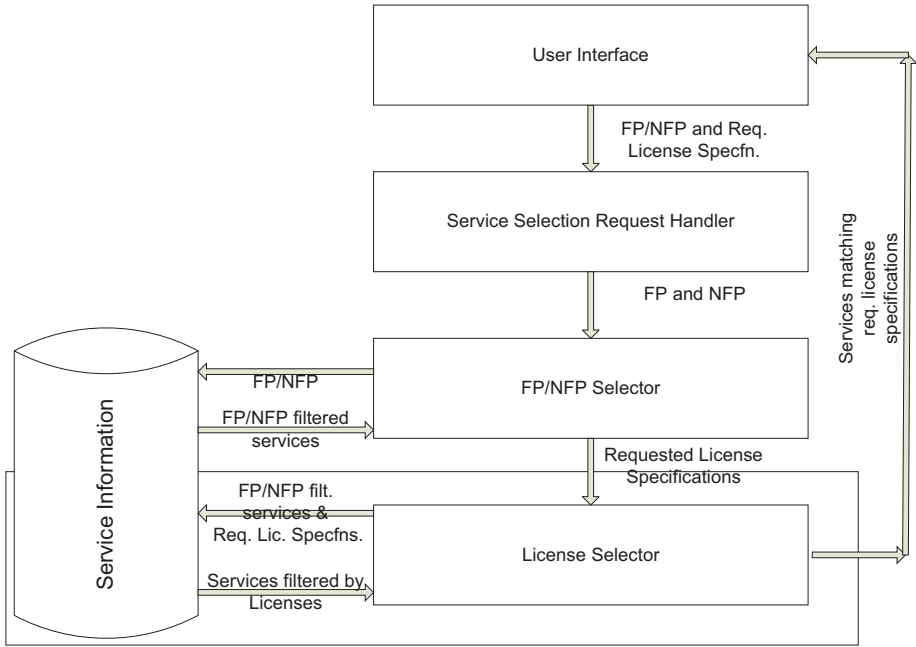 User Interface
FP/NFP and Req.
License Specfn.
Service Selection Request Handler
FP and NFP
Services matching
req. license
specifications
FP/NFP Selector
FP/NFP
FP/NFP filtered
services
Service Information
Requested License
Specifications
FP/NFP filt.
services &
Req. Lic. Specfns.
License Selector
Services filtered by
Licenses